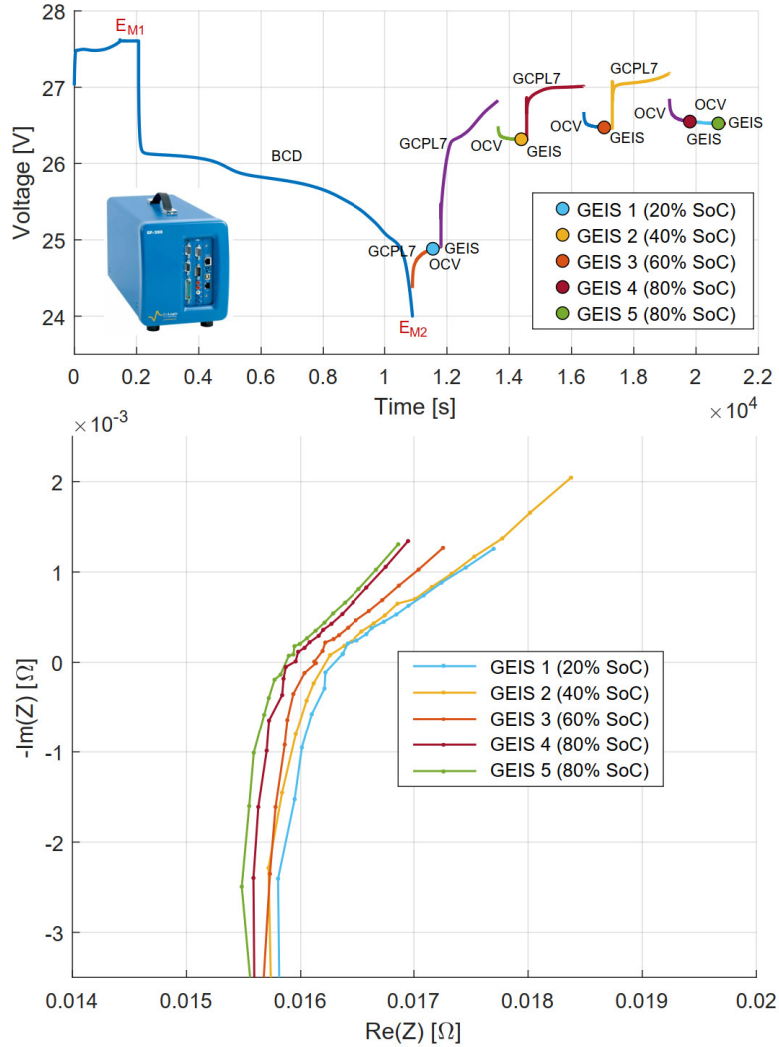 28
27
26
25
24
Voltage [V]
E_M1
BCD
GCPL7
GCPL7
GCPL7
GCPL7
OCV
GEIS
OCV
GEIS
OCV
GEIS
OCV
OCV
GEIS
GEIS
E_M2
SP-300
GEIS 1 (20% SoC)
GEIS 2 (40% SoC)
GEIS 3 (60% SoC)
GEIS 4 (80% SoC)
GEIS 5 (80% SoC)
0 0.2 0.4 0.6 0.8 1 1.2 1.4 1.6 1.8 2 2.2
Time [s]
× 10⁴
× 10⁻³
2
1
0
-1
-2
-3
-Im(Z) [Ω]
GEIS 1 (20% SoC)
GEIS 2 (40% SoC)
GEIS 3 (60% SoC)
GEIS 4 (80% SoC)
GEIS 5 (80% SoC)
0.014 0.015 0.016 0.017 0.018 0.019 0.02
Re(Z) [Ω]